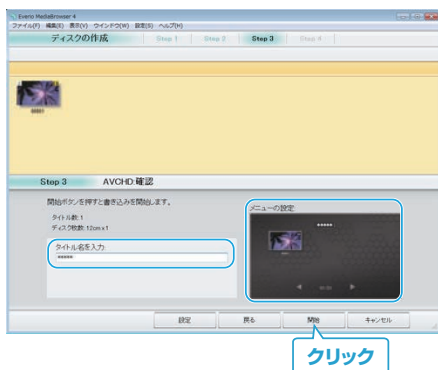 Everio MediaBrowser 4
ファイル(F) 編集(E) 表示(V) ウインドウ(W) 設定(S) ヘルプ(H)
ディスクの作成 Step 1 Step 2 Step 3 Step 4
00001
Step 3 AVCHD:確認
開始ボタンを押すと書き込みを開始します。
タイトル数:1
ディスク枚数:12cm x 1
タイトル名を入力:
*****
メニューの設定:
*****
設定 戻る 開始 キャンセル
クリック